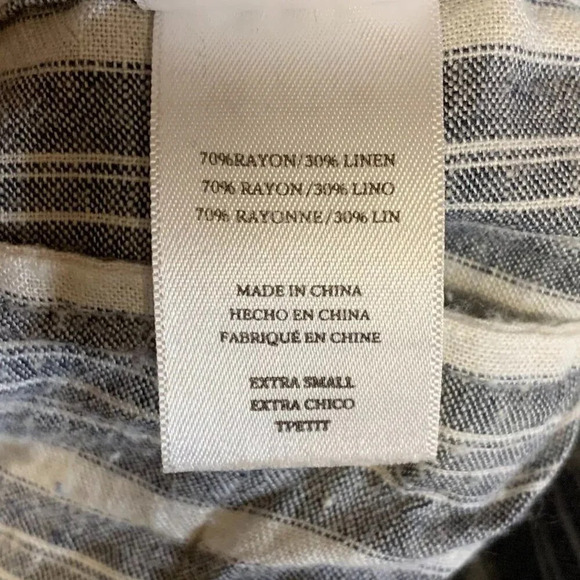 70%RAYON/30% LINEN
70% RAYON/30% LINO
70% RAYONNE/30% LIN
MADE IN CHINA
HECHO EN CHINA
FABRIQUÉ EN CHINE
EXTRA SMALL
EXTRA CHICO
TPETIT